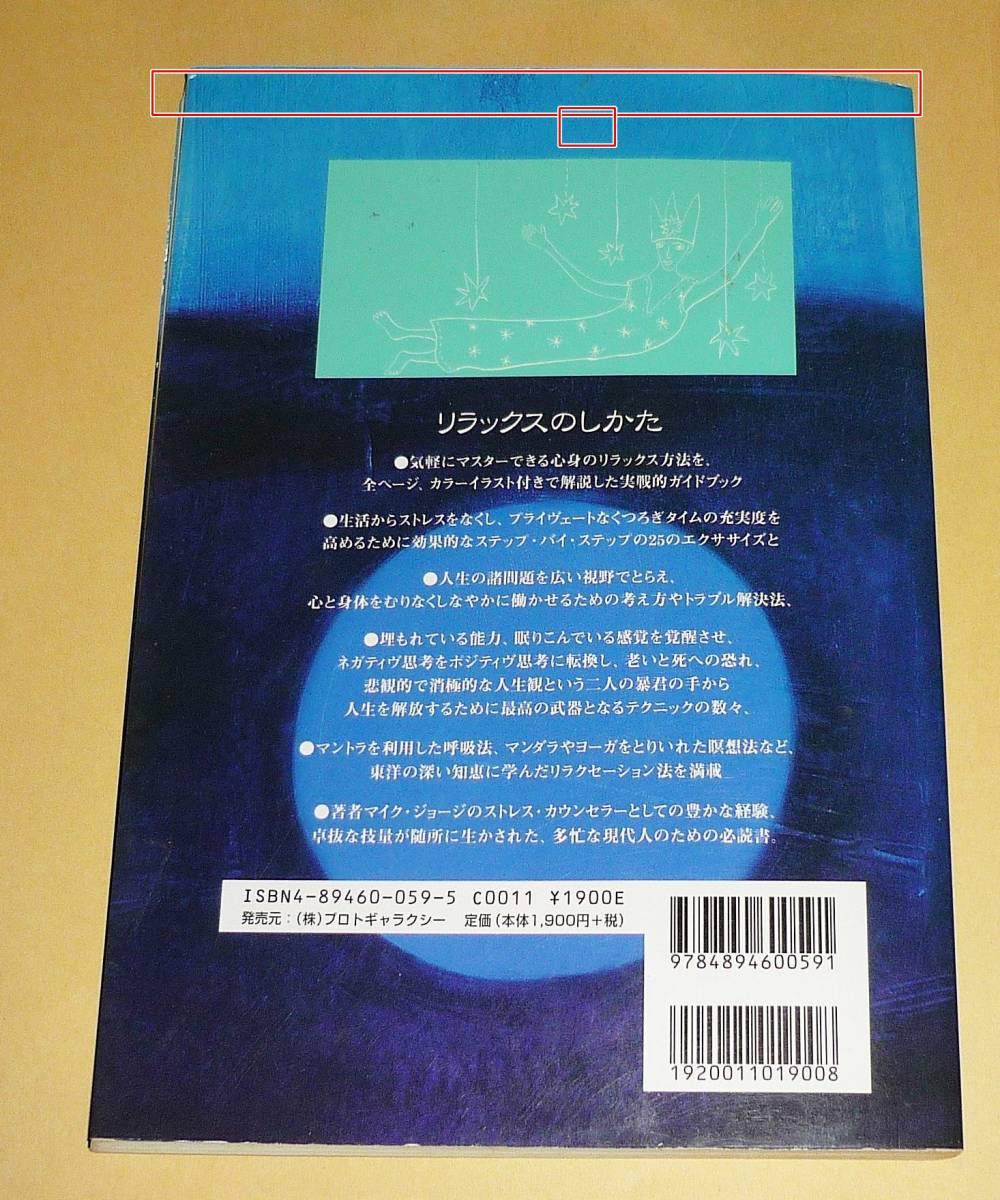 リラックスのしかた
●気軽にマスターできる心身のリラックス方法を、
全ページ、カラーイラスト付きで解説した実戦的ガイドブック
●生活からストレスをなくし、プライヴェートなくつろぎタイムの充実度を
高めるために効果的なステップ・バイ・ステップの25のエクササイズと
●人生の諸問題を広い視野でとらえ、
心と身体をむりなくしなやかに働かせるための考え方やトラブル解決法、
●埋もれている能力、眠りこんでいる感覚を覚醒させ、
ネガティヴ思考をポジティヴ思考に転換し、老いと死への恐れ、
悲観的で消極的な人生観という二人の暴君の手から
人生を解放するために最高の武器となるテクニックの数々、
●マントラを利用した呼吸法、マンダラやヨーガをとりいれた瞑想法など、
東洋の深い知恵に学んだリラクセーション法を満載
●著者マイク・ジョージのストレス・カウンセラーとしての豊かな経験、
卓抜な技量が随所に生かされた、多忙な現代人のための必読書。
ISBN4-89460-059-5 C0011 ¥1900E
発売元：（株）プロトギャラクシー 定価（本体1,900円+税）
9784894600591
1920011019008